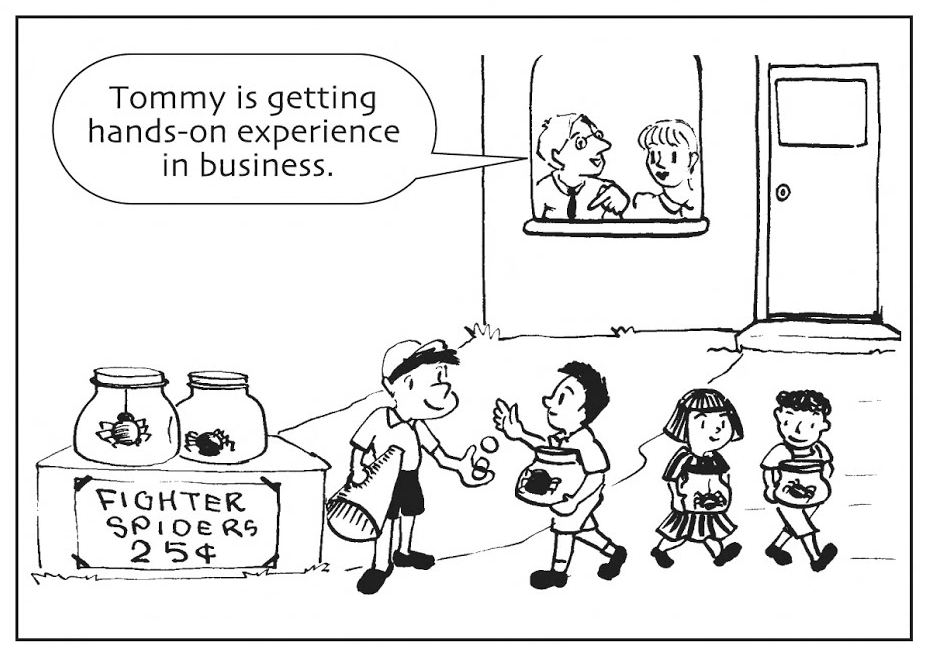 Tommy is getting
hands-on experience
in business.
FIGHTER
SPIDERS
25¢